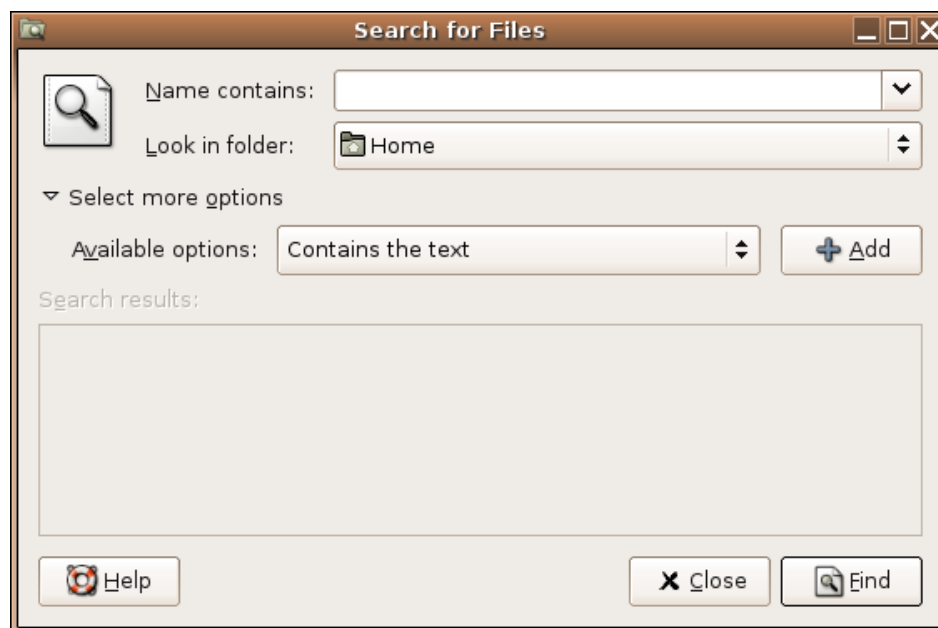 Search for Files
Name contains:
Look in folder: Home
Select more options
Available options: Contains the text Add
Search results:
Help Close Find